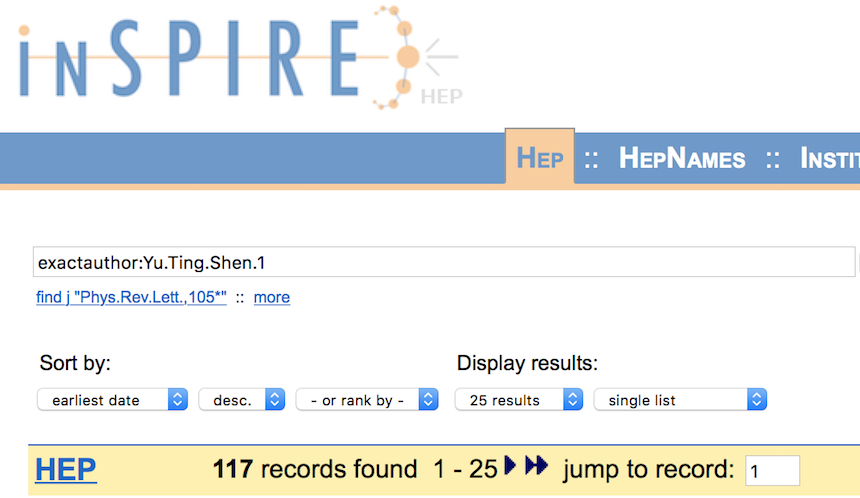 inSPIRE
HEP
HEP :: HEPNAMES :: INSTIT
exactauthor:Yu.Ting.Shen.1
find j "Phys.Rev.Lett.,105*" :: more
Sort by: Display results:
earliest date desc. - or rank by - 25 results single list
HEP 117 records found 1 - 25 jump to record: 1